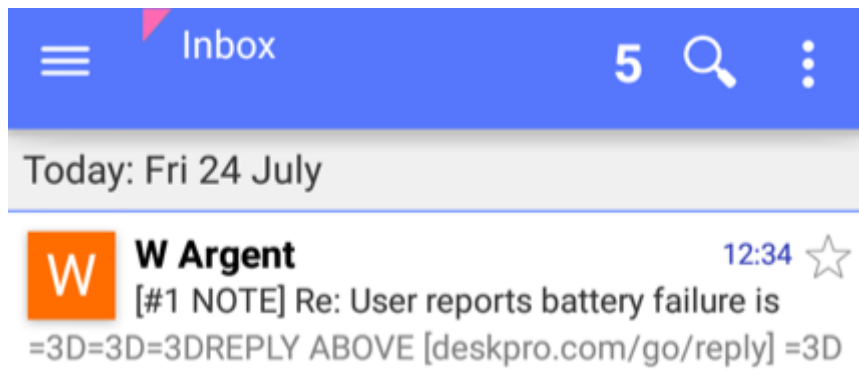 Inbox
5
Today: Fri 24 July
W
W Argent
12:34
[#1 NOTE] Re: User reports battery failure is
=3D=3D=3DREPLY ABOVE [deskpro.com/go/reply] =3D